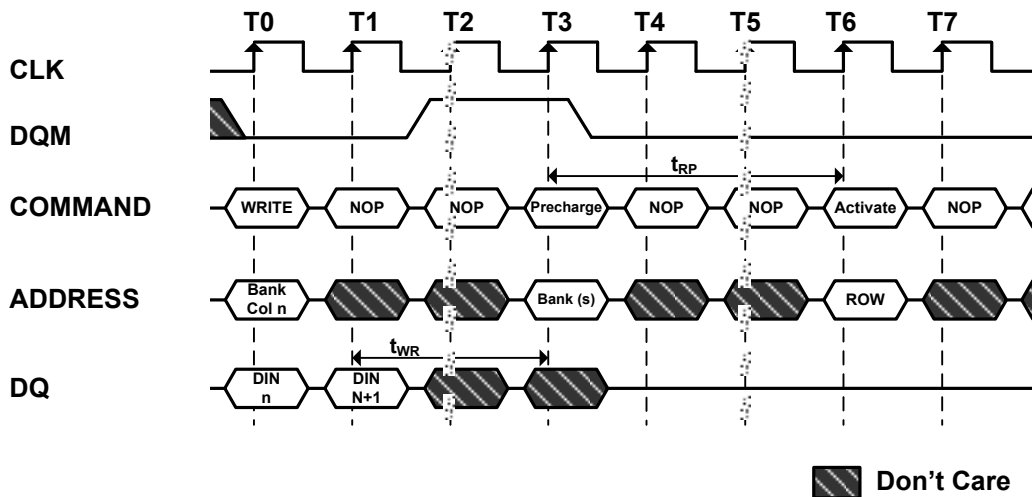 T0 T1 T2 T3 T4 T5 T6 T7
CLK
DQM
tRP
COMMAND WRITE NOP NOP Precharge NOP NOP Activate NOP
ADDRESS Bank Col n Bank (s) ROW
tWR
DQ DIN n DIN N+1
Don't Care